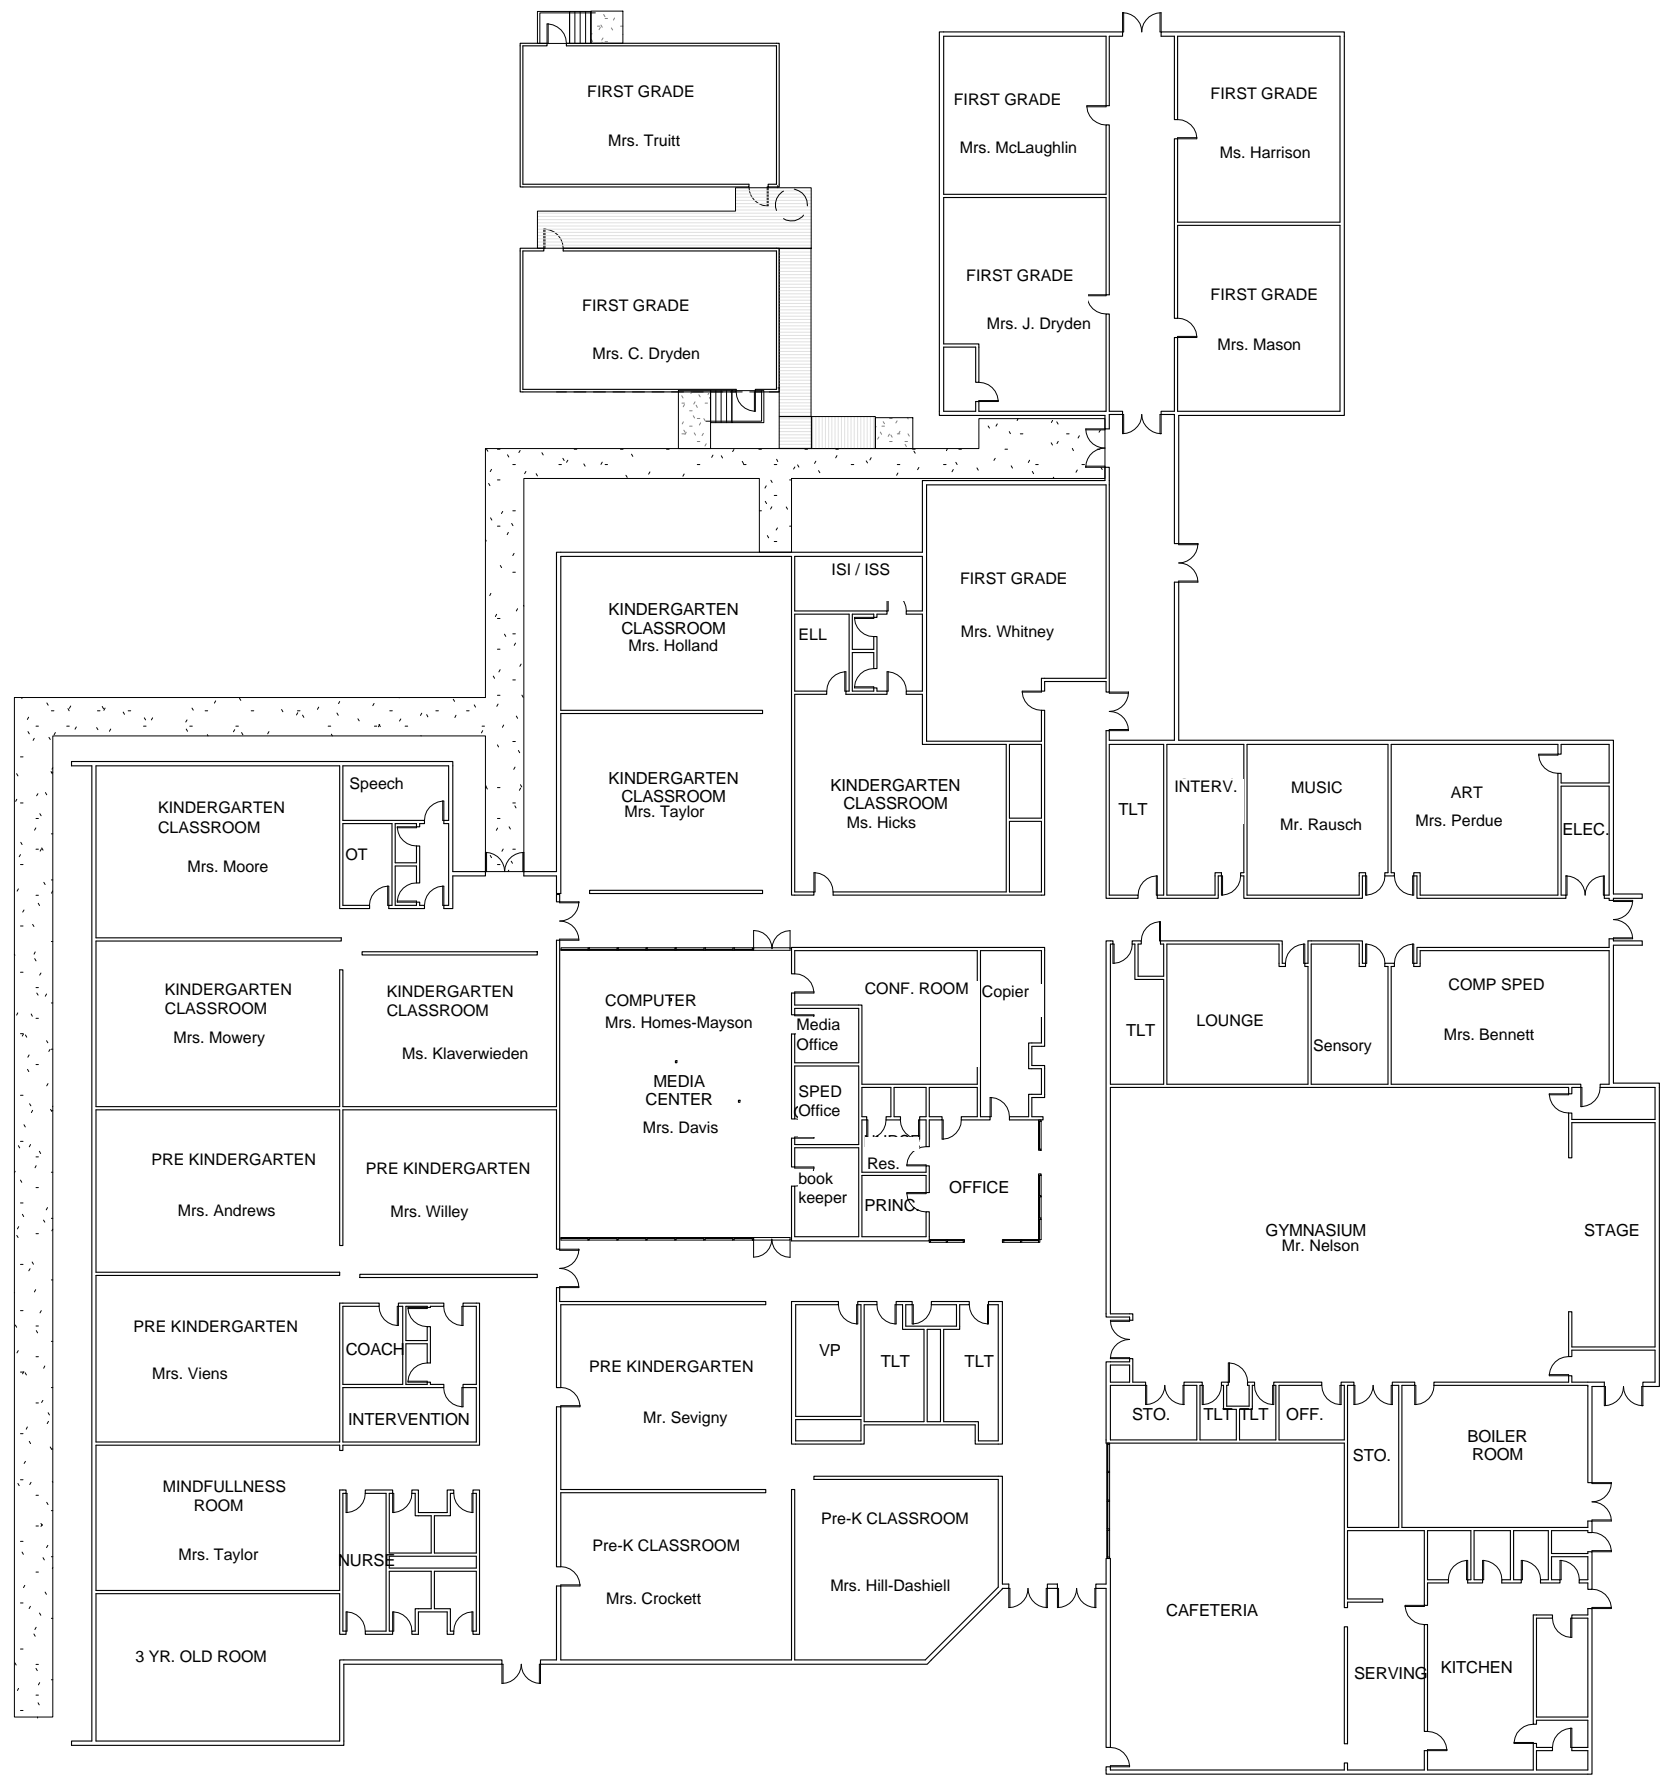 FIRST GRADE
Mrs. Truitt
FIRST GRADE
Mrs. McLaughlin
FIRST GRADE
Ms. Harrison
FIRST GRADE
Mrs. C. Dryden
FIRST GRADE
Mrs. J. Dryden
FIRST GRADE
Mrs. Mason
KINDERGARTEN
CLASSROOM
Mrs. Holland
ISI / ISS
ELL
FIRST GRADE
Mrs. Whitney
KINDERGARTEN
CLASSROOM
Mrs. Moore
Speech
OT
KINDERGARTEN
CLASSROOM
Mrs. Taylor
KINDERGARTEN
CLASSROOM
Ms. Hicks
TLT
INTERV.
MUSIC
Mr. Rausch
ART
Mrs. Perdue
ELEC.
KINDERGARTEN
CLASSROOM
Mrs. Mowery
KINDERGARTEN
CLASSROOM
Ms. Klaverwieden
COMPUTER
Mrs. Homes-Mayson
MEDIA
CENTER
Mrs. Davis
CONF. ROOM
Copier
Media
Office
SPED
Office
book
keeper
Res.
PRINC
OFFICE
TLT
LOUNGE
Sensory
COMP SPED
Mrs. Bennett
PRE KINDERGARTEN
Mrs. Andrews
PRE KINDERGARTEN
Mrs. Willey
GYMNASIUM
Mr. Nelson
STAGE
PRE KINDERGARTEN
Mrs. Viens
COACH
INTERVENTION
PRE KINDERGARTEN
Mr. Sevigny
VP
TLT
TLT
STO.
TLT
TLT
OFF.
STO.
BOILER
ROOM
MINDFULLNESS
ROOM
Mrs. Taylor
NURSE
Pre-K CLASSROOM
Mrs. Crockett
Pre-K CLASSROOM
Mrs. Hill-Dashiell
CAFETERIA
SERVING
KITCHEN
3 YR. OLD ROOM